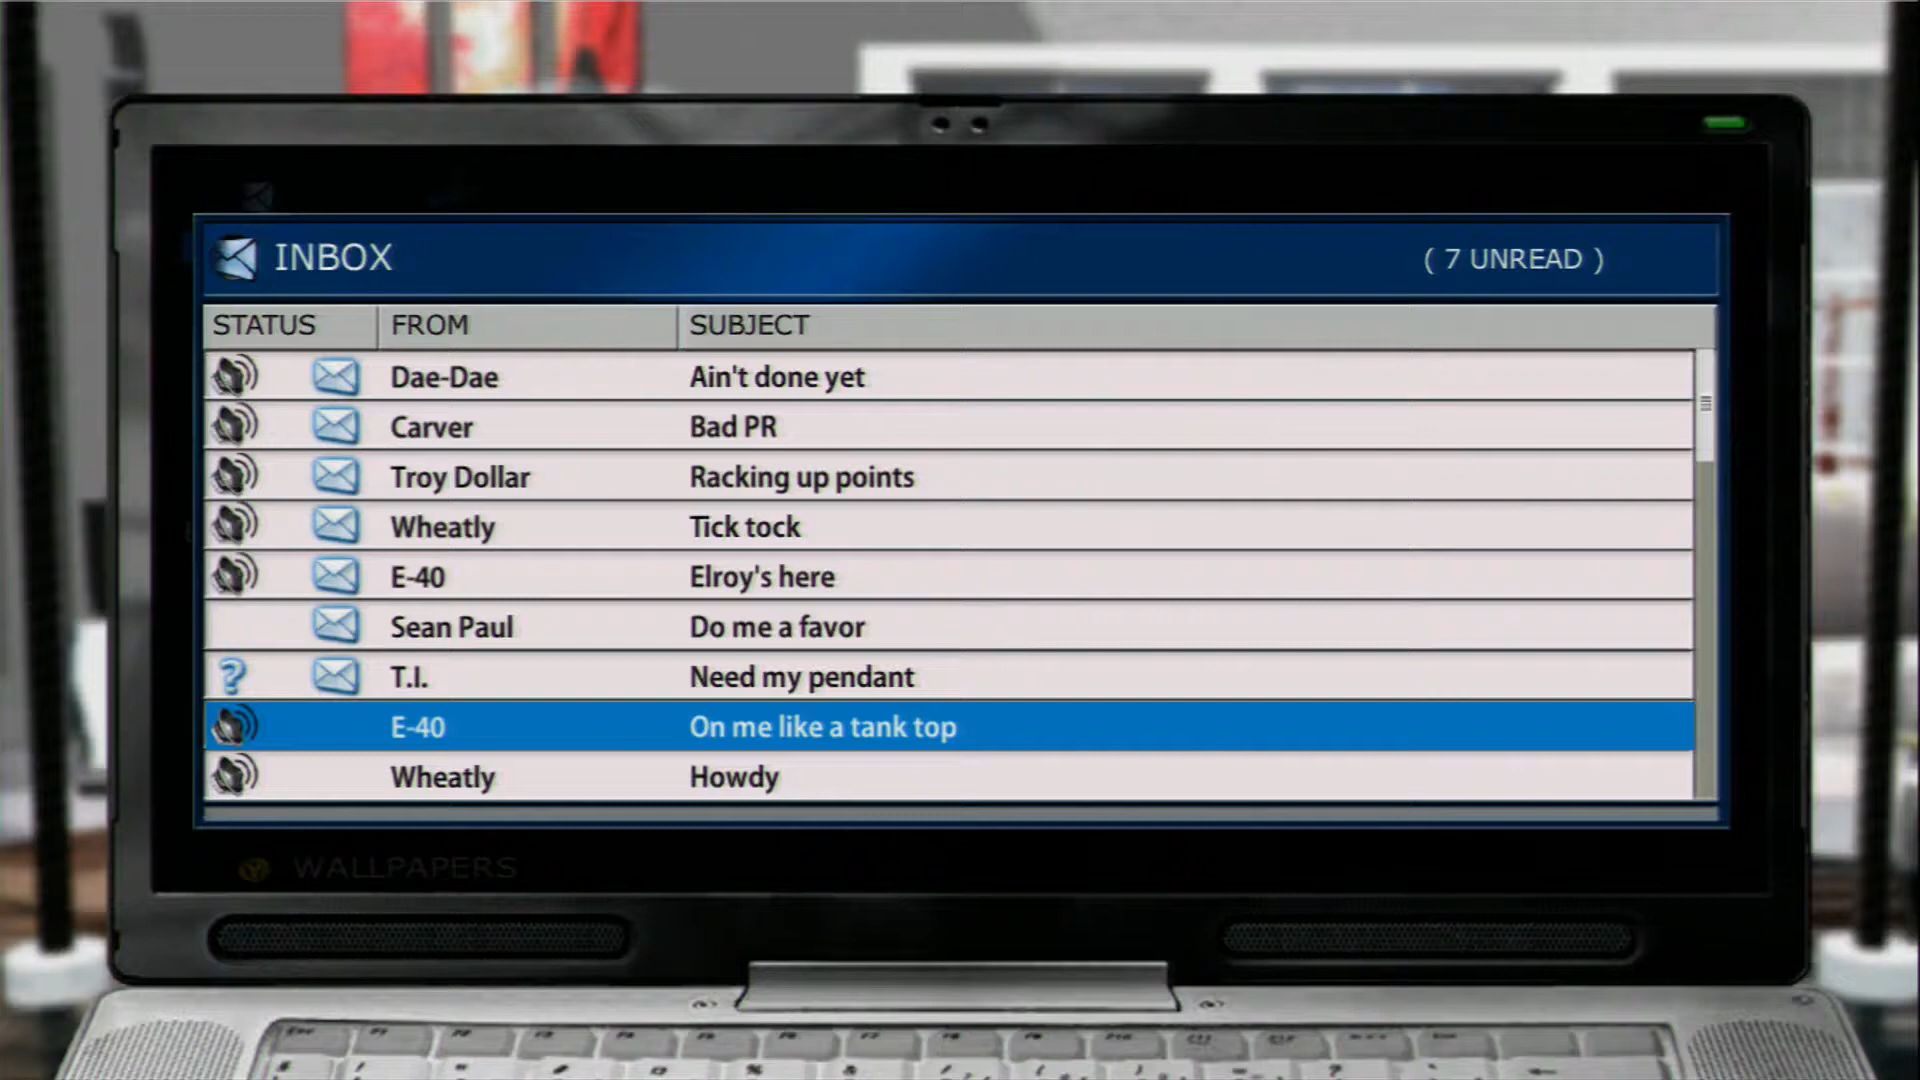 INBOX
( 7 UNREAD )
STATUS FROM SUBJECT
Dae-Dae Ain't done yet
Carver Bad PR
Troy Dollar Racking up points
Wheatly Tick tock
E-40 Elroy's here
Sean Paul Do me a favor
? T.I. Need my pendant
E-40 On me like a tank top
Wheatly Howdy
WALLPAPERS